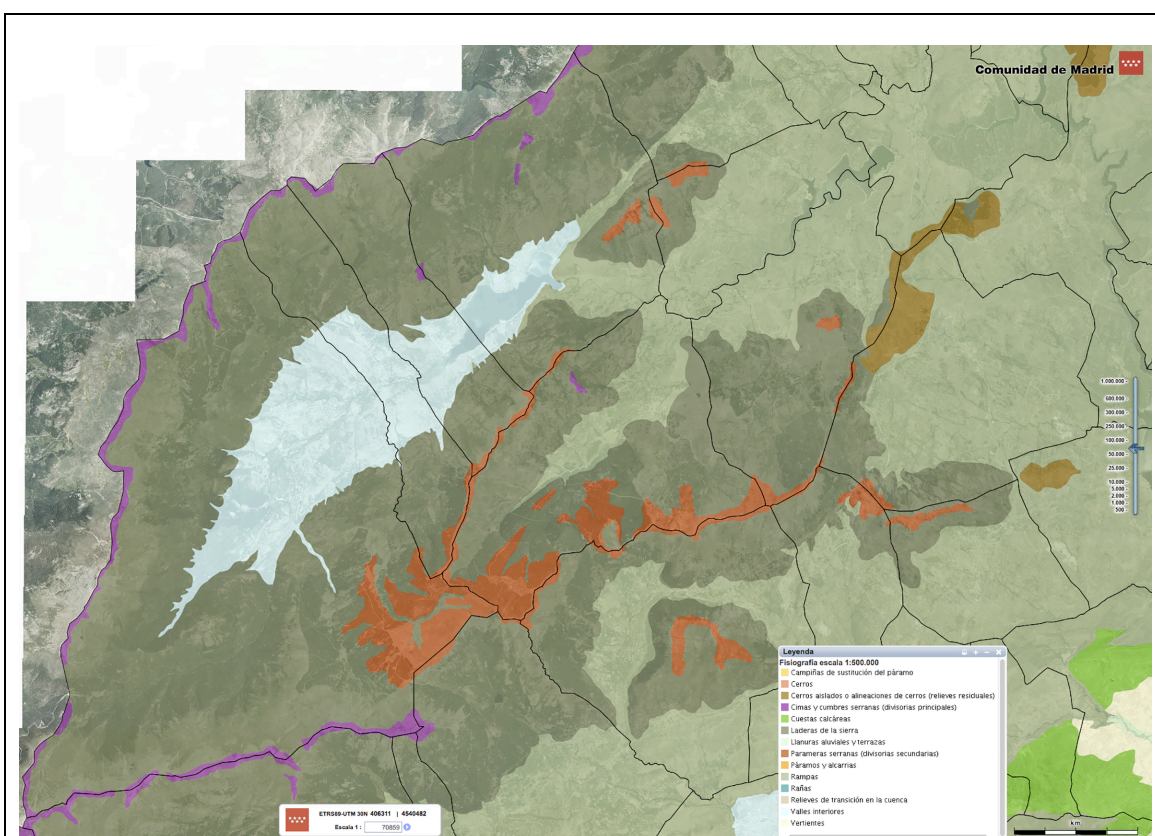 Comunidad de Madrid
1.000.000
600.000
300.000
250.000
100.000
50.000
25.000
10.000
5.000
2.000
1.000
500
Leyenda
Fisiografía escala 1:500.000
Campiñas de sustitución del páramo
Cerros
Cerros aislados o alineaciones de cerros (relieves residuales)
Cimas y cumbres serranas (divisorias principales)
Cuestas calcáreas
Laderas de la sierra
Llanuras aluviales y terrazas
Parameras serranas (divisorias secundarias)
Páramos y alcarrias
Rampas
Rañas
Relieves de transición en la cuenca
Valles interiores
Vertientes
ETRS89-UTM 30N 406311 | 4540482
Escala 1 : 70859
km